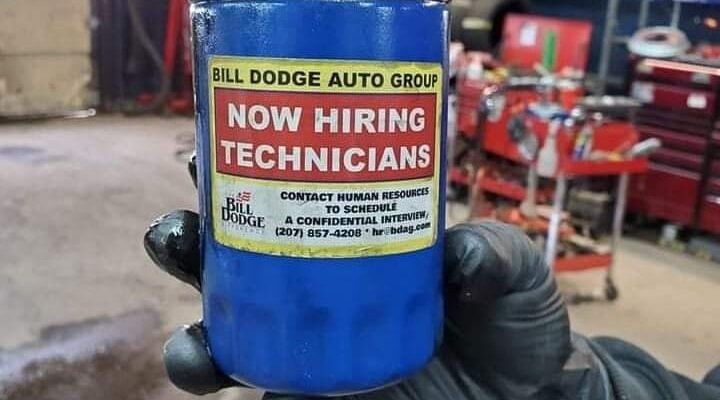 BILL DODGE AUTO GROUP
NOW HIRING
TECHNICIANS
BILL
DODGE
CONTACT HUMAN RESOURCES
TO SCHEDULE
A CONFIDENTIAL INTERVIEW,
(207) 857-4208 * hr@bdag.com